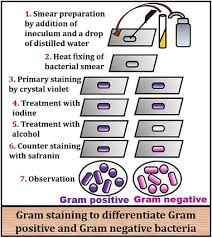 1. Smear preparation
by addition of
inoculum and a drop
of distilled water
2. Heat fixing of
bacterial smear
3. Primary staining
by crystal violet
4. Treatment with
iodine
5. Treatment with
alcohol
6. Counter staining
with safranin
7. Observation
Gram positive
Gram negative
Gram staining to differentiate Gram
positive and Gram negative bacteria